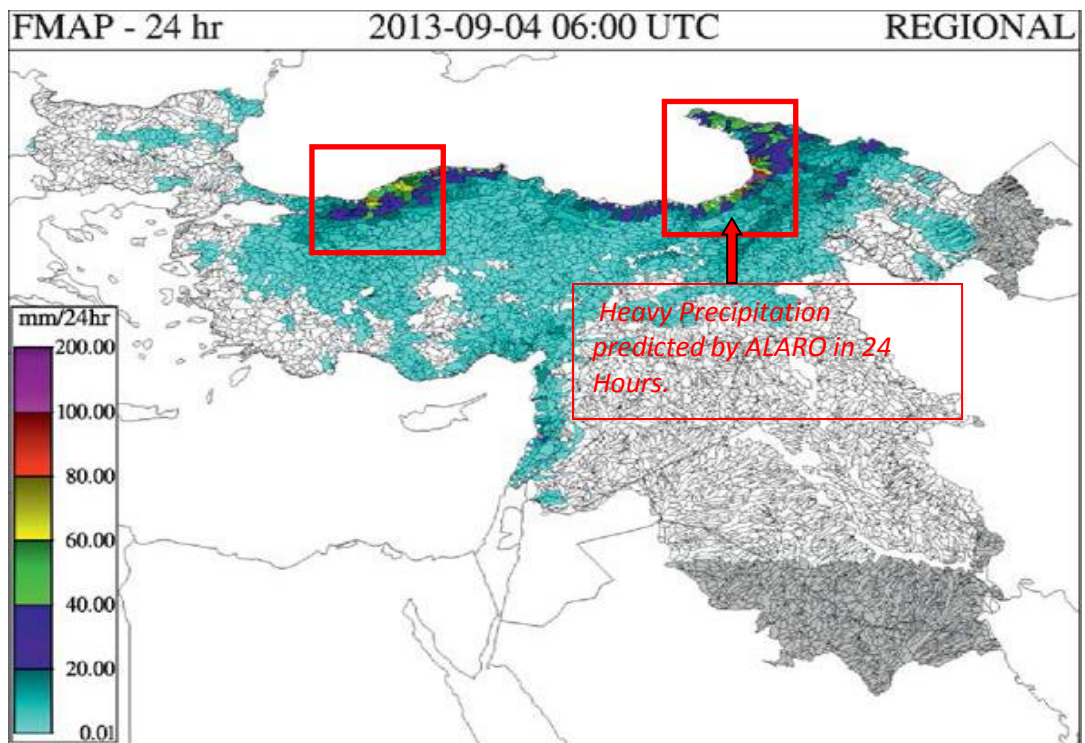 FMAP - 24 hr 2013-09-04 06:00 UTC REGIONAL
Heavy Precipitation
predicted by ALARO in 24
Hours.
mm/24hr
200.00
100.00
80.00
60.00
40.00
20.00
0.01